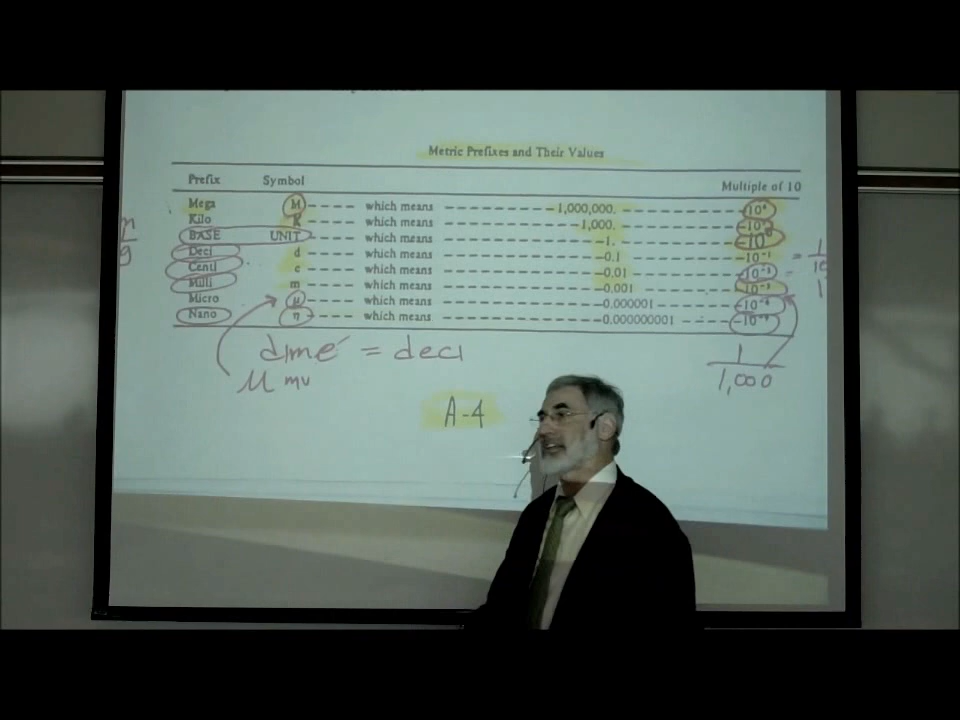 Metric Prefixes and Their Values
Prefix Symbol Multiple of 10
Mega M ---- which means ---- 1,000,000. ---- 10⁶
Kilo K ---- which means ---- 1,000. ---- 10³
BASE UNIT ---- which means ---- 1. ---- 10⁰
Deci d ---- which means ---- 0.1 ---- 10⁻¹
Centi c ---- which means ---- 0.01 ---- 10⁻²
Milli m ---- which means ---- 0.001 ---- 10⁻³
Micro μ ---- which means ---- 0.000001 ---- 10⁻⁶
Nano η ---- which means ---- 0.000000001 ---- 10⁻⁹
dime = deci
μ mu
1
1,000
A-4